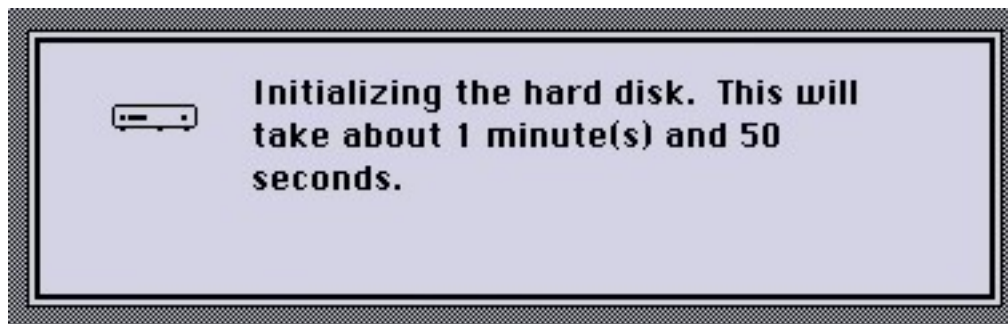 Initializing the hard disk. This will
take about 1 minute(s) and 50
seconds.